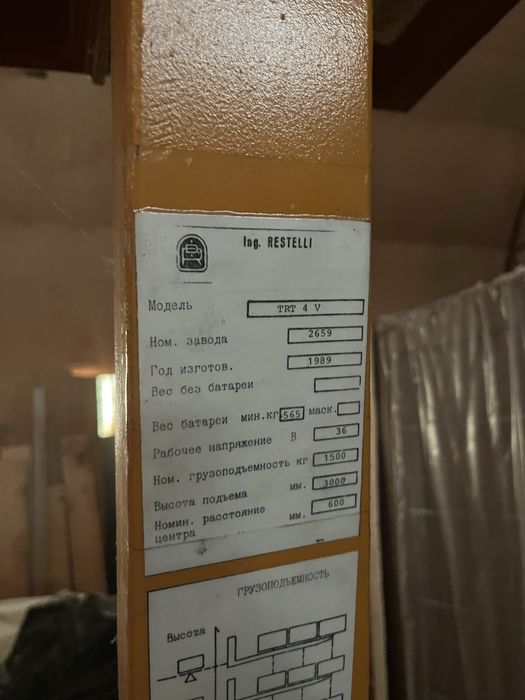 Ing. RESTELLI
Модель TRT 4 V
Ном. завода 2659
Год изготов. 1989
Вес без батареи
Вес батареи мин.кг 565 маск.
Рабочее напряжение В 36
Ном. грузоподъемность кг 1500
Высота подъема мм. 3000
Номин. расстояние центра мм. 600
ГРУЗОПОДЪЕМНОСТЬ
Высота